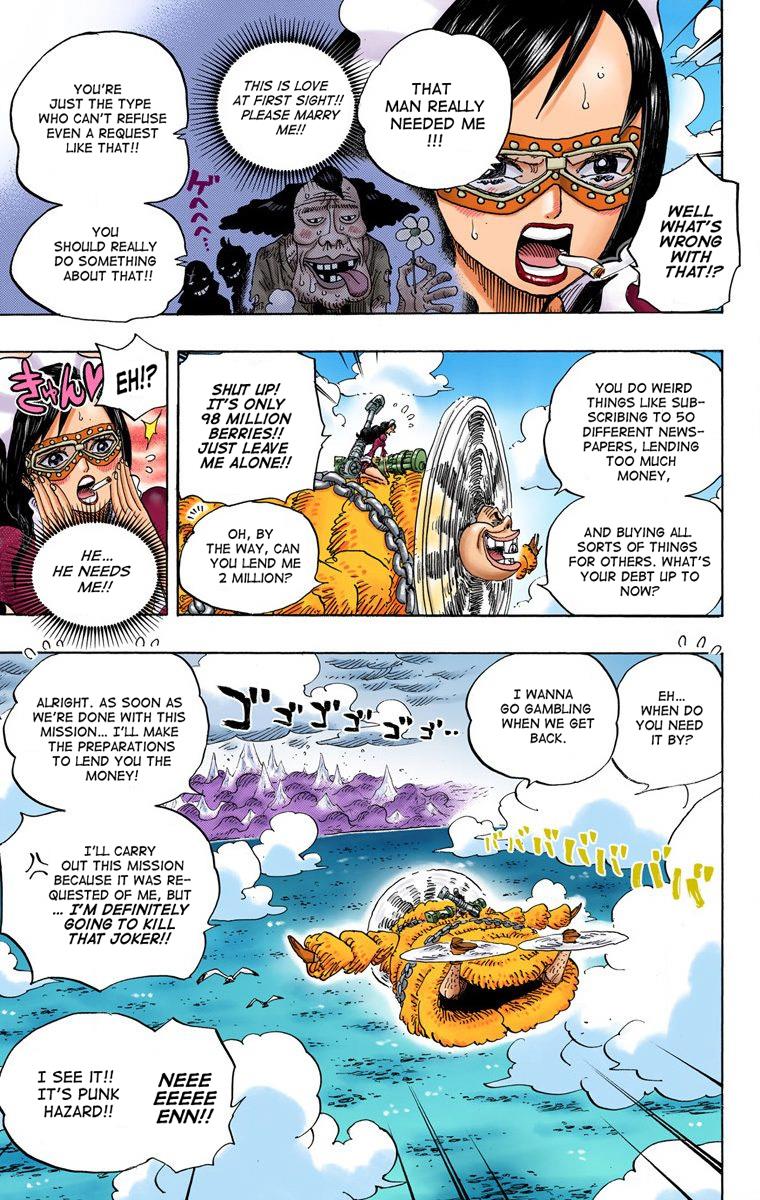 WELL
WHAT'S
WRONG
WITH
THAT!?
THAT
MAN REALLY
NEEDED ME
!!!
THIS IS LOVE
AT FIRST SIGHT!!
PLEASE MARRY
ME!!
ゲヘヘヘ…
YOU'RE
JUST THE TYPE
WHO CAN'T REFUSE
EVEN A REQUEST
LIKE THAT!!
YOU
SHOULD REALLY
DO SOMETHING
ABOUT THAT!!
YOU DO WEIRD
THINGS LIKE SUB-
SCRIBING TO 50
DIFFERENT NEWS-
PAPERS, LENDING
TOO MUCH
MONEY,
AND BUYING ALL
SORTS OF THINGS
FOR OTHERS. WHAT'S
YOUR DEBT UP TO
NOW?
SHUT UP!
IT'S ONLY
98 MILLION
BERRIES!!
JUST LEAVE
ME ALONE!!
OH, BY
THE WAY, CAN
YOU LEND ME
2 MILLION?
EH!?
きゅん♡
HE...
HE NEEDS
ME!!
EH...
WHEN DO
YOU NEED
IT BY?
I WANNA
GO GAMBLING
WHEN WE GET
BACK.
ゴゴゴゴゴゴ‥
ババババババババ
ALRIGHT. AS SOON AS
WE'RE DONE WITH THIS
MISSION... I'LL MAKE
THE PREPARATIONS
TO LEND YOU THE
MONEY!
I'LL CARRY
OUT THIS MISSION
BECAUSE IT WAS RE-
QUESTED OF ME, BUT
... I'M DEFINITELY
GOING TO KILL
THAT JOKER!!
NEEE
EEEEE
ENN!!
I SEE IT!!
IT'S PUNK
HAZARD!!